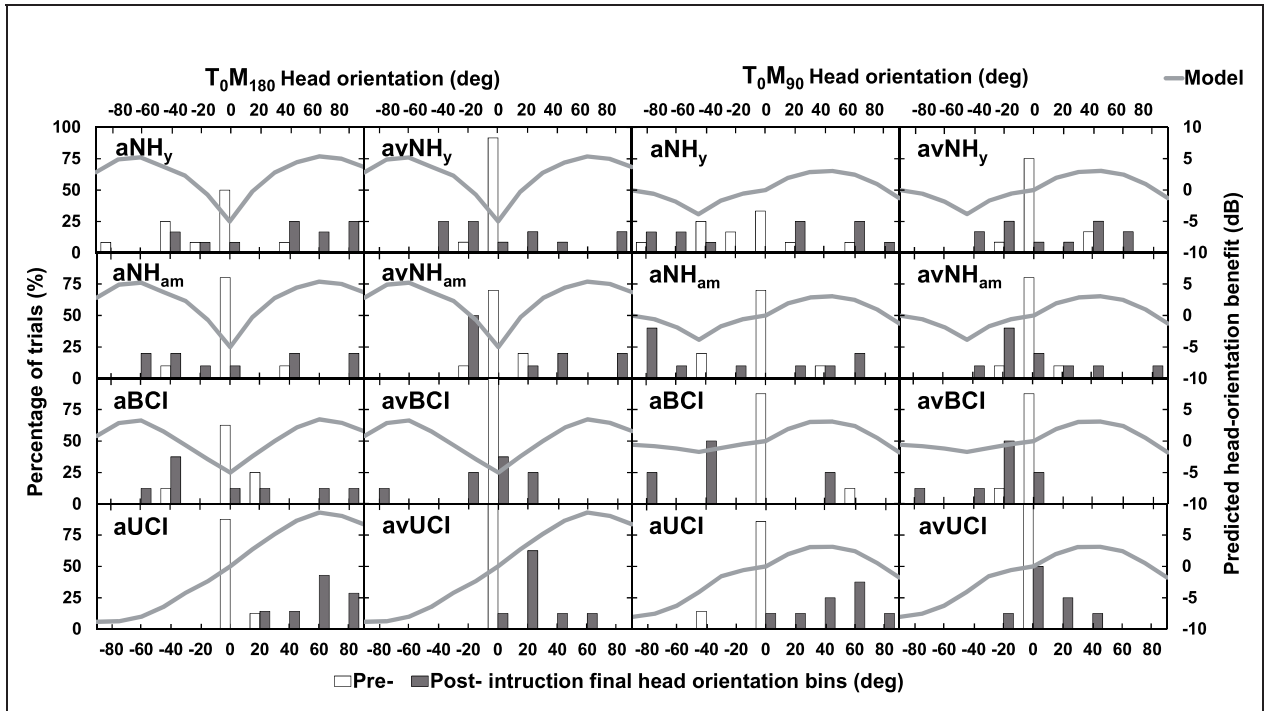 T0M180 Head orientation (deg) T0M90 Head orientation (deg) Model
-80 -60 -40 -20 0 20 40 60 80 -80 -60 -40 -20 0 20 40 60 80 -80 -60 -40 -20 0 20 40 60 80 -80 -60 -40 -20 0 20 40 60 80
100 10
aNHy avNHy aNHy avNHy
75 5
50 0
25 -5
0 -10
aNHam avNHam aNHam avNHam
75 5
50 0
25 -5
0 -10
aBCI avBCI aBCI avBCI
75 5
50 0
25 -5
0 -10
aUCI avUCI aUCI avUCI
75 5
50 0
25 -5
0 -10
Percentage of trials (%)
Predicted head-orientation benefit (dB)
-80 -60 -40 -20 0 20 40 60 80 -80 -60 -40 -20 0 20 40 60 80 -80 -60 -40 -20 0 20 40 60 80 -80 -60 -40 -20 0 20 40 60 80
Pre- Post- intruction final head orientation bins (deg)